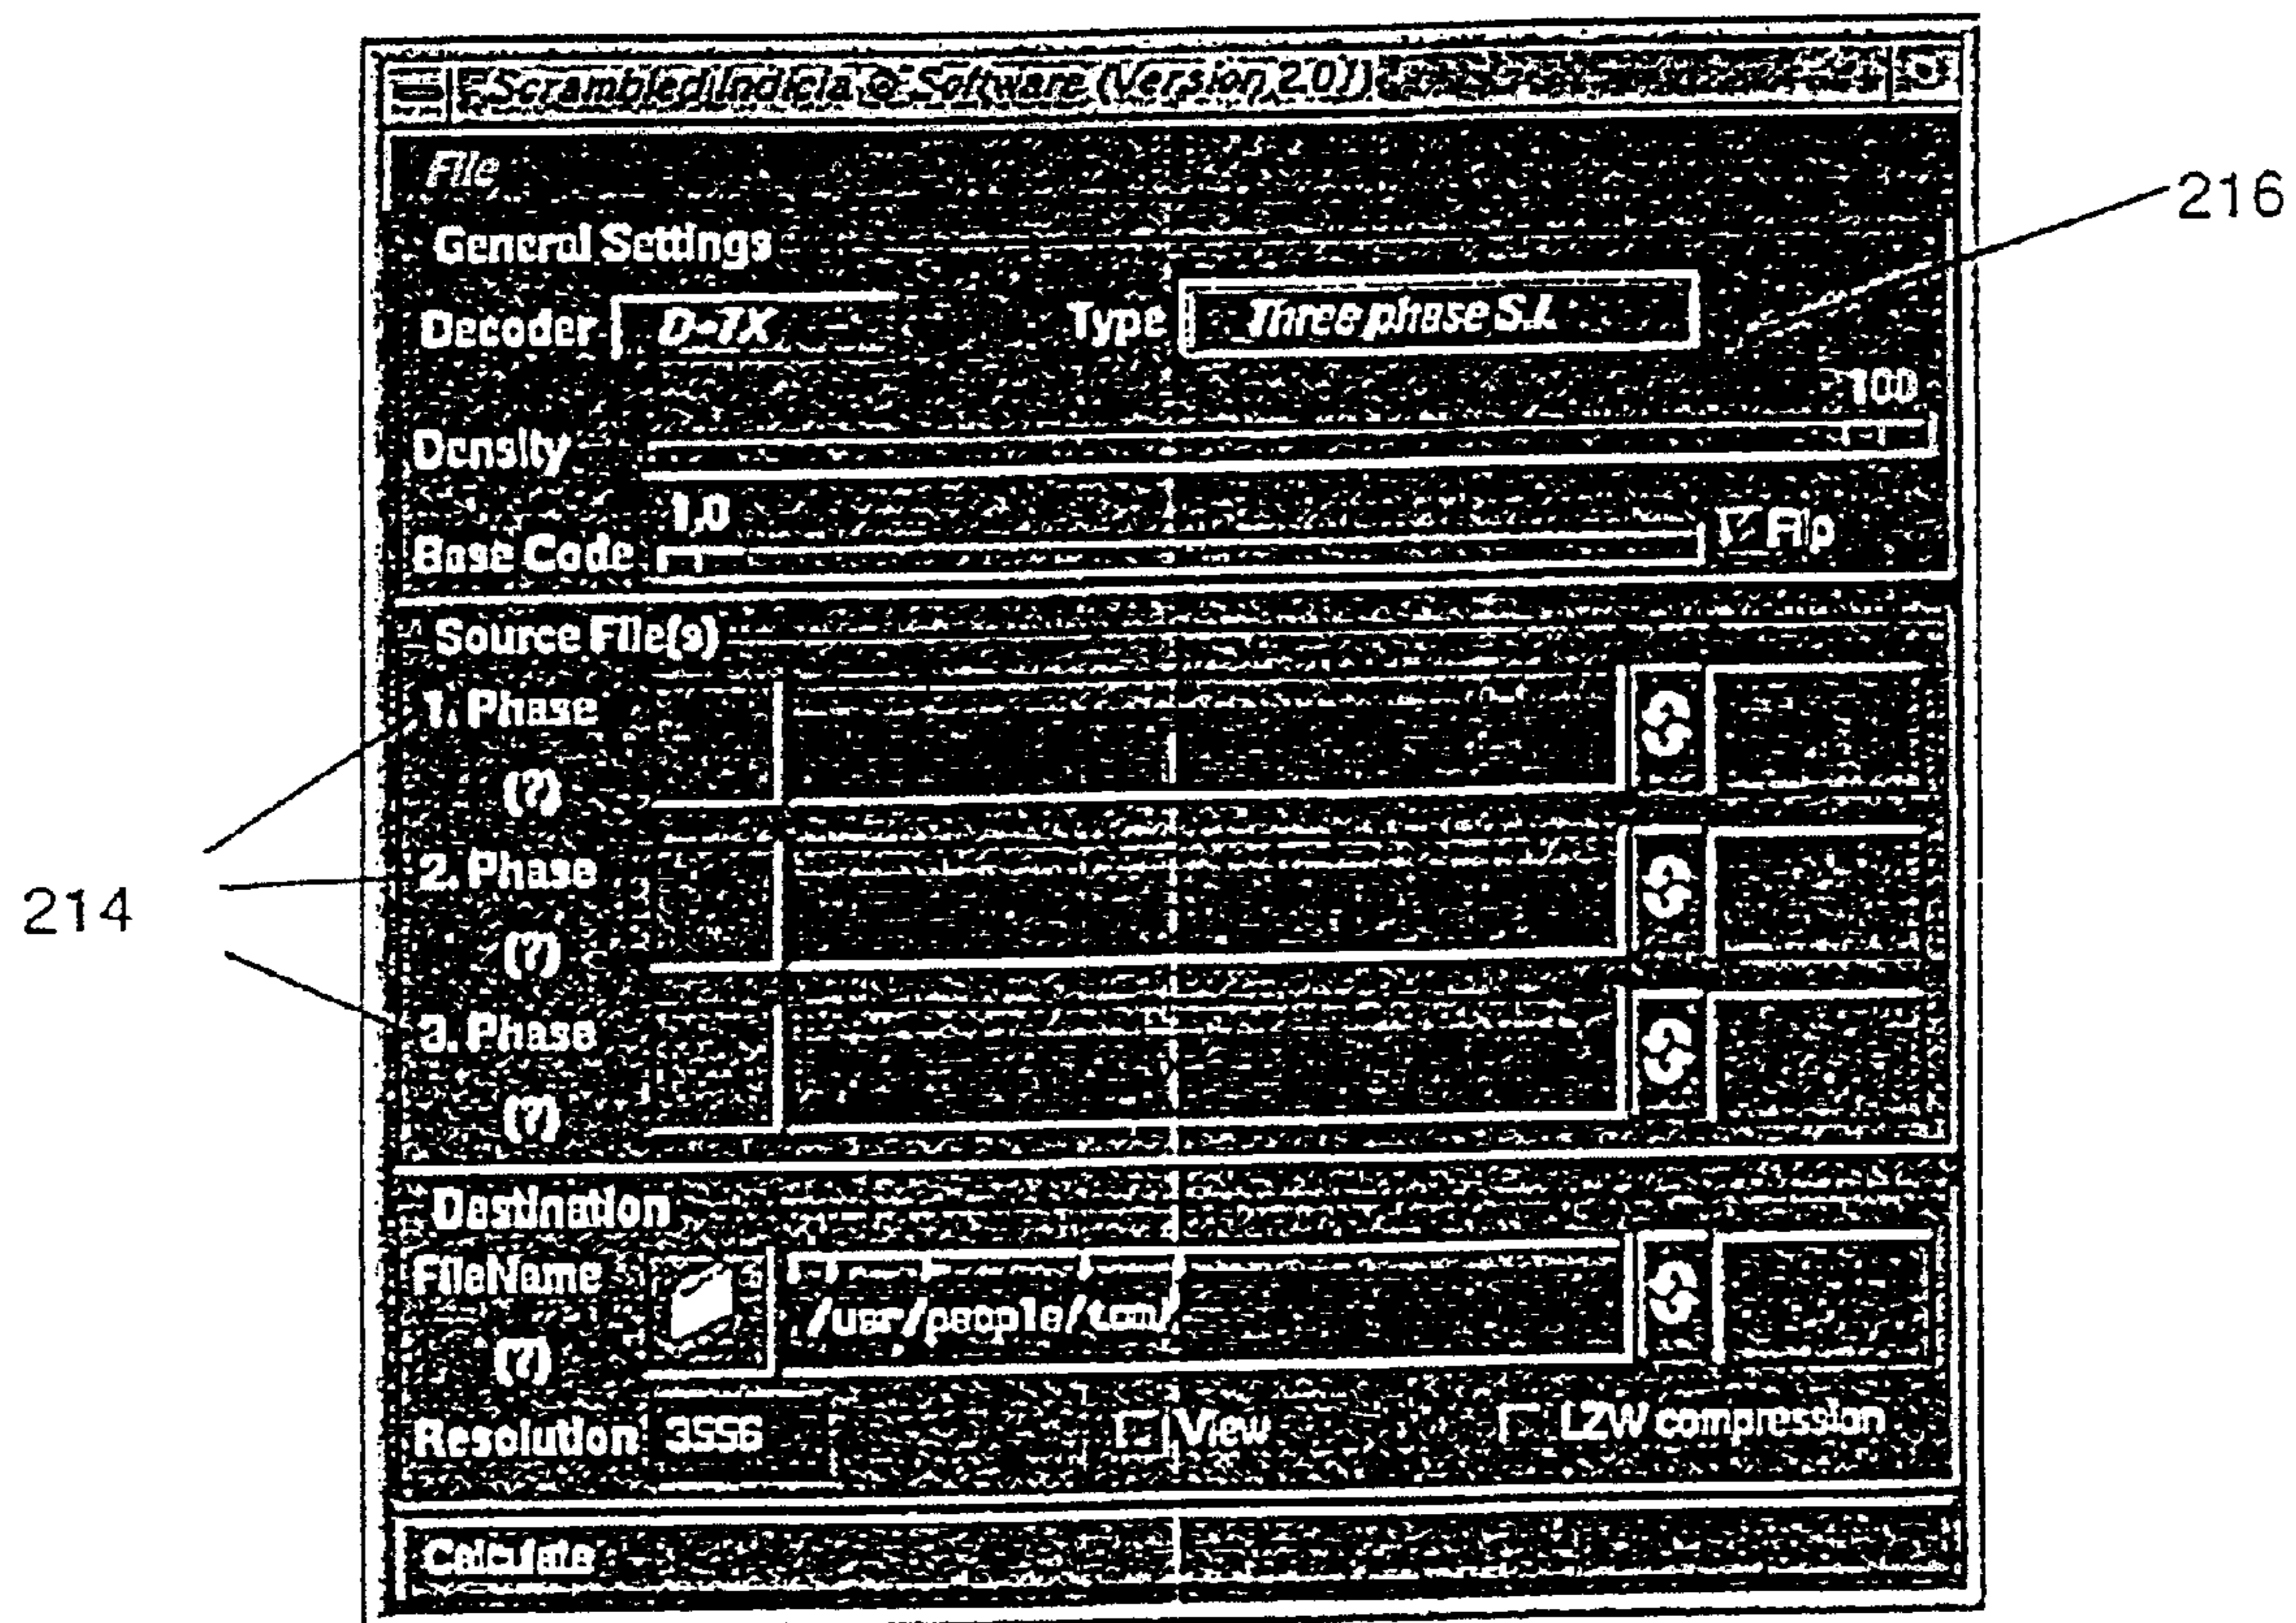 Scrambled Indicia © Software (Version 2.0)
File
216
General Settings
Decoder D-7X Type Three phase S.I.
100
Density
1.0
Base Code Flip
Source File(s)
1. Phase
(?)
214
2. Phase
(?)
3. Phase
(?)
Destination
FileName
/usr/people/
(?)
Resolution 3556 View LZW compression
Calculate